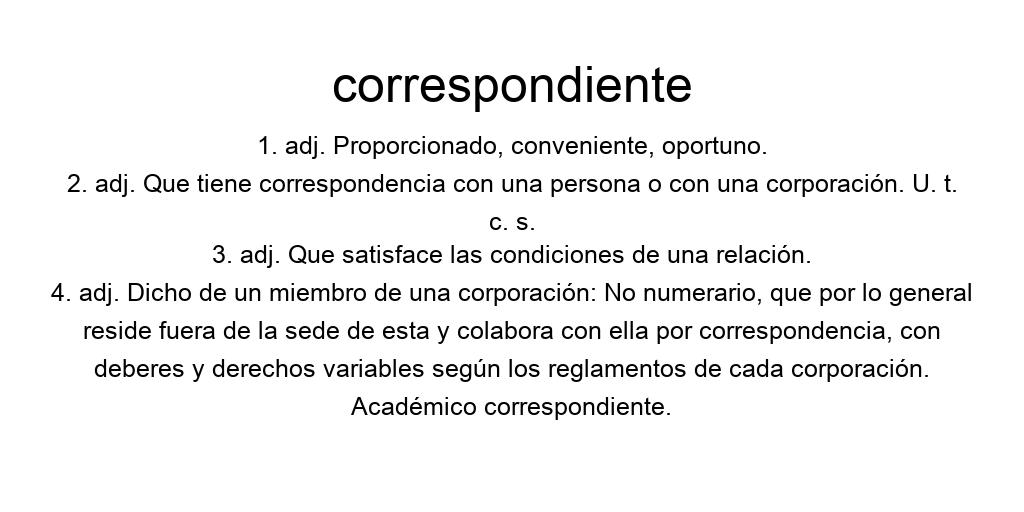 correspondiente
1. adj. Proporcionado, conveniente, oportuno.
2. adj. Que tiene correspondencia con una persona o con una corporación. U. t.
c. s.
3. adj. Que satisface las condiciones de una relación.
4. adj. Dicho de un miembro de una corporación: No numerario, que por lo general
reside fuera de la sede de esta y colabora con ella por correspondencia, con
deberes y derechos variables según los reglamentos de cada corporación.
Académico correspondiente.